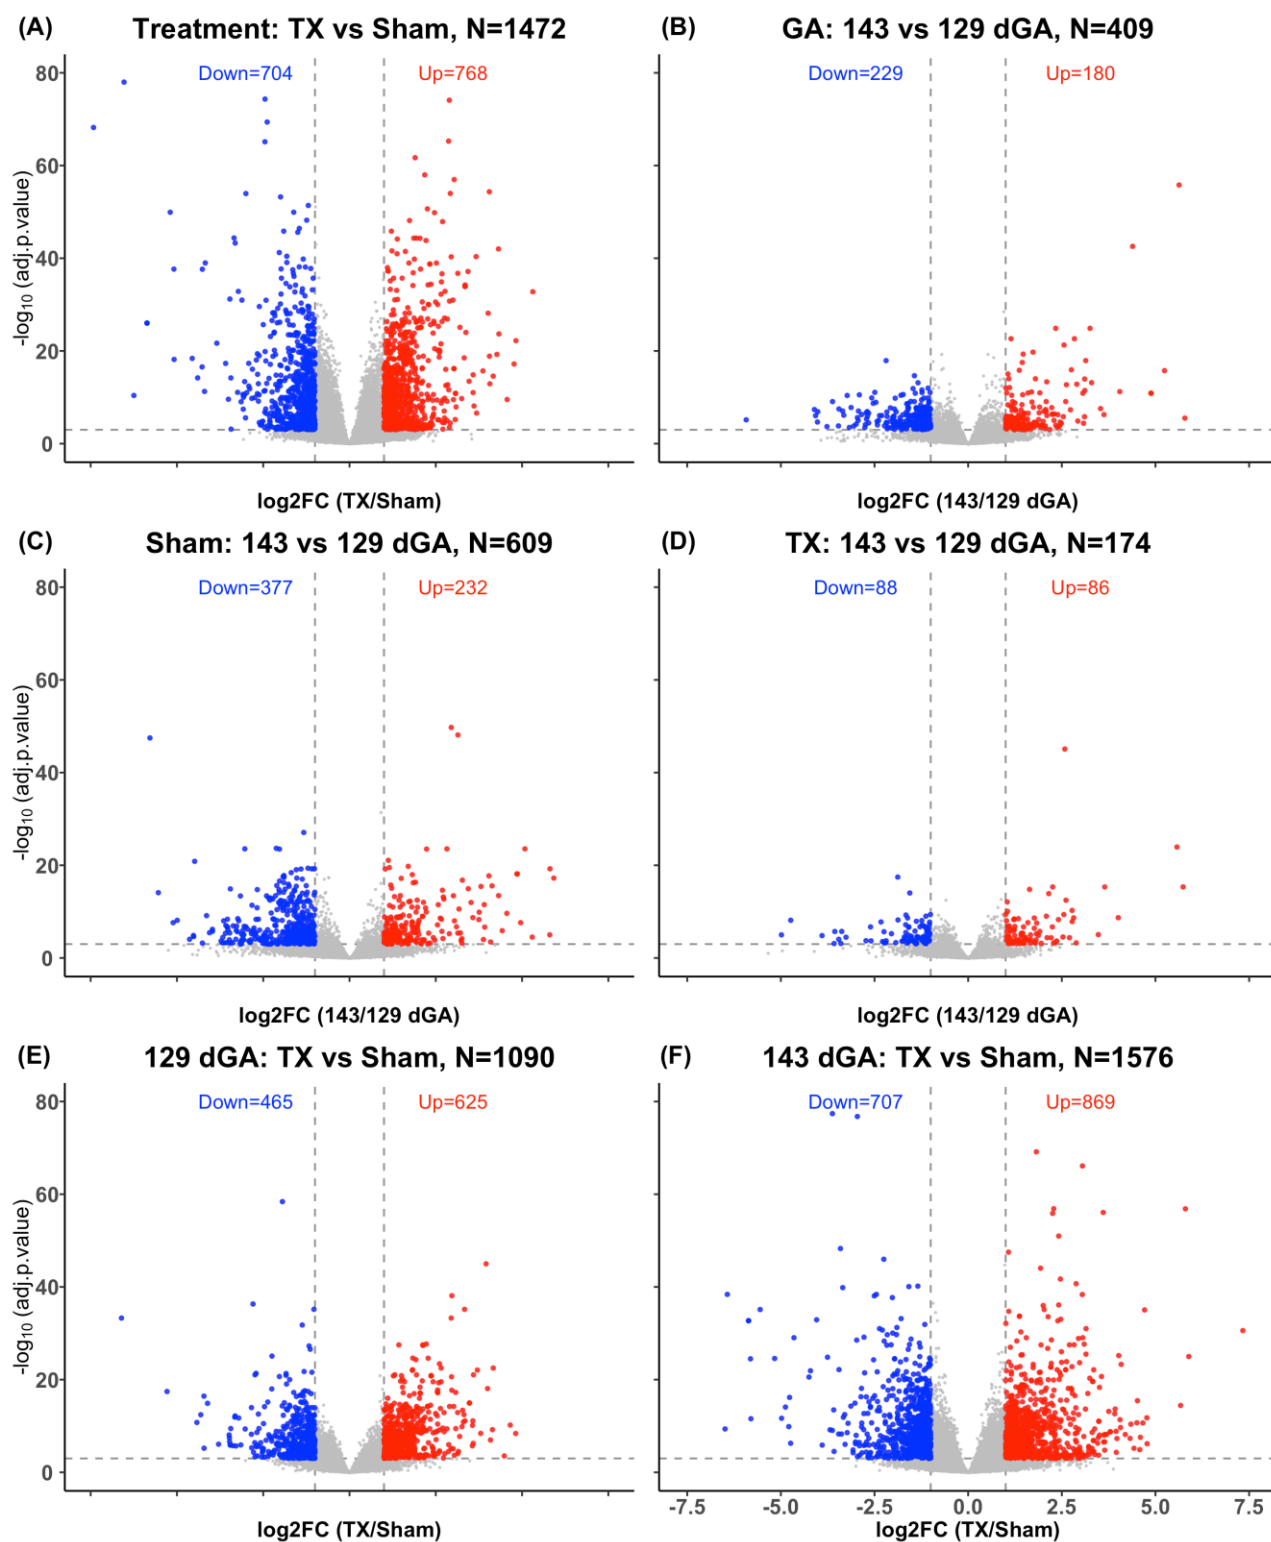 (A) Treatment: TX vs Sham, N=1472
Down=704 Up=768
80
60
40
20
0
-log10 (adj.p.value)
log2FC (TX/Sham)
(B) GA: 143 vs 129 dGA, N=409
Down=229 Up=180
log2FC (143/129 dGA)
(C) Sham: 143 vs 129 dGA, N=609
Down=377 Up=232
80
60
40
20
0
-log10 (adj.p.value)
log2FC (143/129 dGA)
(D) TX: 143 vs 129 dGA, N=174
Down=88 Up=86
log2FC (143/129 dGA)
(E) 129 dGA: TX vs Sham, N=1090
Down=465 Up=625
80
60
40
20
0
-log10 (adj.p.value)
log2FC (TX/Sham)
(F) 143 dGA: TX vs Sham, N=1576
Down=707 Up=869
-7.5 -5.0 -2.5 0.0 2.5 5.0 7.5
log2FC (TX/Sham)